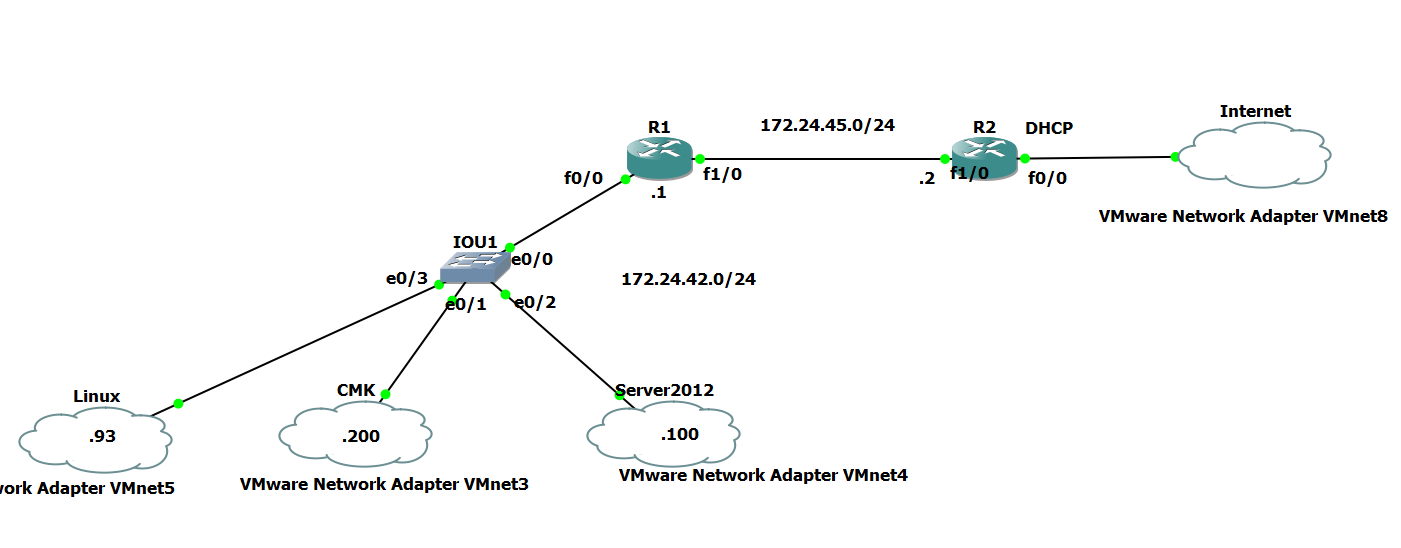 Internet
R1
172.24.45.0/24
R2
DHCP
f0/0
f1/0
.1
.2
f1/0
f0/0
VMware Network Adapter VMnet8
IOU1
e0/0
e0/3
172.24.42.0/24
e0/1
e0/2
Linux
CMK
Server2012
.93
.200
.100
work Adapter VMnet5
VMware Network Adapter VMnet3
VMware Network Adapter VMnet4